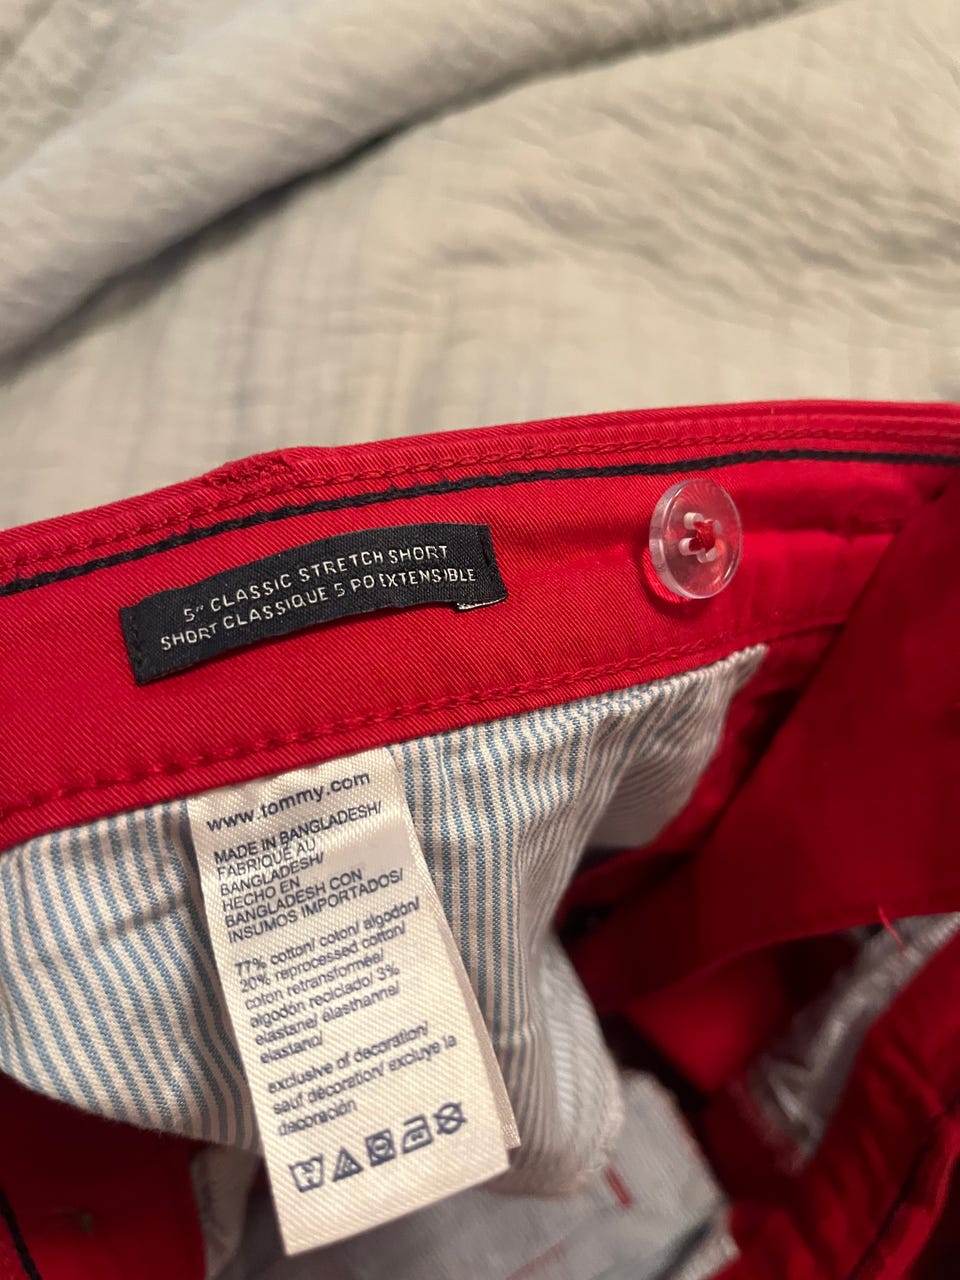 5" CLASSIC STRETCH SHORT
SHORT CLASSIQUE 5 PO EXTENSIBLE
www.tommy.com
MADE IN BANGLADESH/
FABRIQUÉ AU
BANGLADESH/
HECHO EN
BANGLADESH CON
INSUMOS IMPORTADOS/
77% cotton/ coton/ algodón/
20% reprocessed cotton/
coton retransformée/
algodón reciclado/ 3%
elastane/ élasthanne/
elastano/
exclusive of decoration/
sauf décoration/ excluye la
decoración